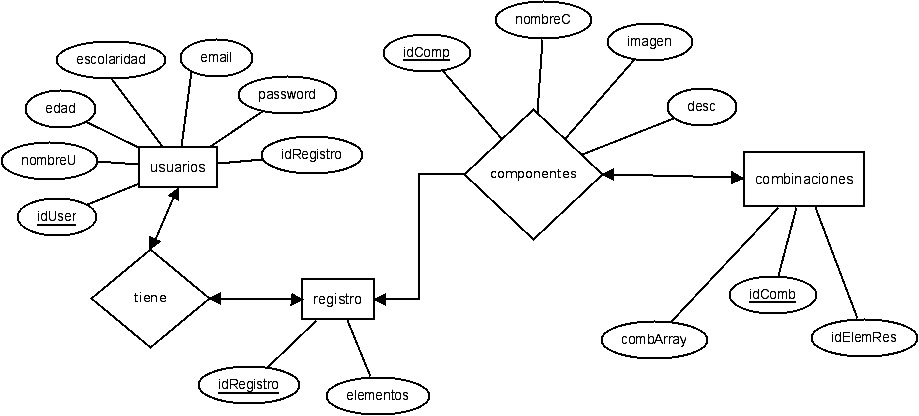 nombreC
idComp
imagen
escolaridad
email
password
desc
edad
nombreU
usuarios
idRegistro
componentes
combinaciones
idUser
tiene
registro
idComb
combArray
idElemRes
idRegistro
elementos